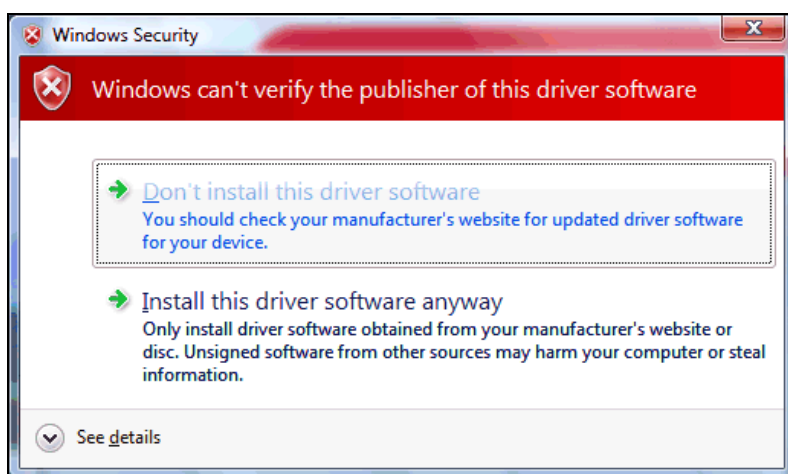 Windows Security
Windows can't verify the publisher of this driver software
Don't install this driver software
You should check your manufacturer's website for updated driver software
for your device.
Install this driver software anyway
Only install driver software obtained from your manufacturer's website or
disc. Unsigned software from other sources may harm your computer or steal
information.
See details